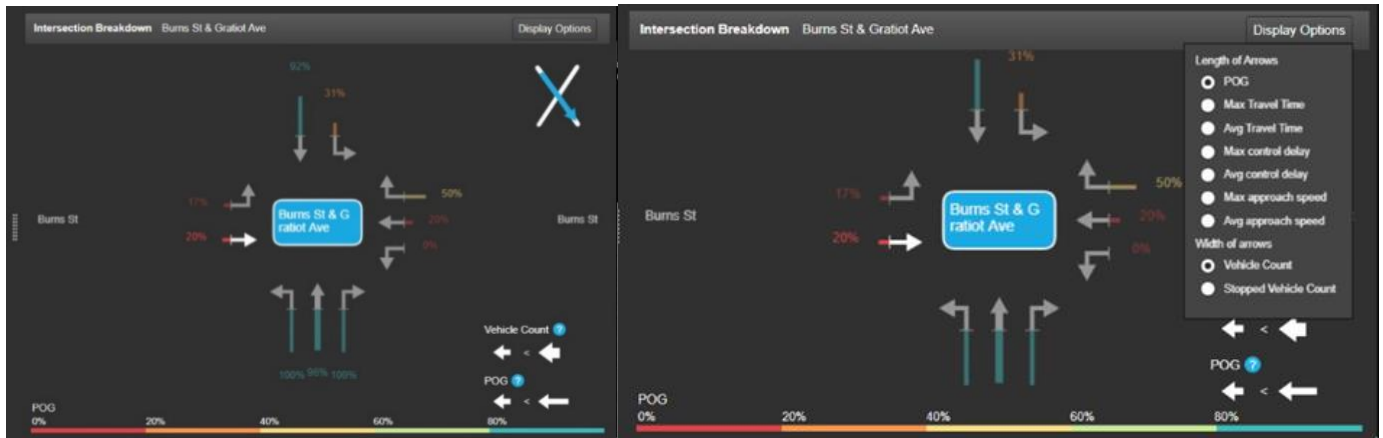 Intersection Breakdown Burns St & Gratiot Ave Display Options
92%
31%
17%
50%
Burns St
Burns St & G
ratiot Ave
20%
Burns St
20%
0%
Vehicle Count ?
<
100% 96% 100%
POG ?
<
POG
0% 20% 40% 60% 80%
Intersection Breakdown Burns St & Gratiot Ave Display Options
31%
Length of Arrows
POG
Max Travel Time
Avg Travel Time
Max control delay
Avg control delay
Max approach speed
Avg approach speed
Width of arrows
Vehicle Count
Stopped Vehicle Count
17%
50%
Burns St
Burns St & G
ratiot Ave
20%
20%
0%
<
POG ?
<
POG
0% 20% 40% 60% 80%